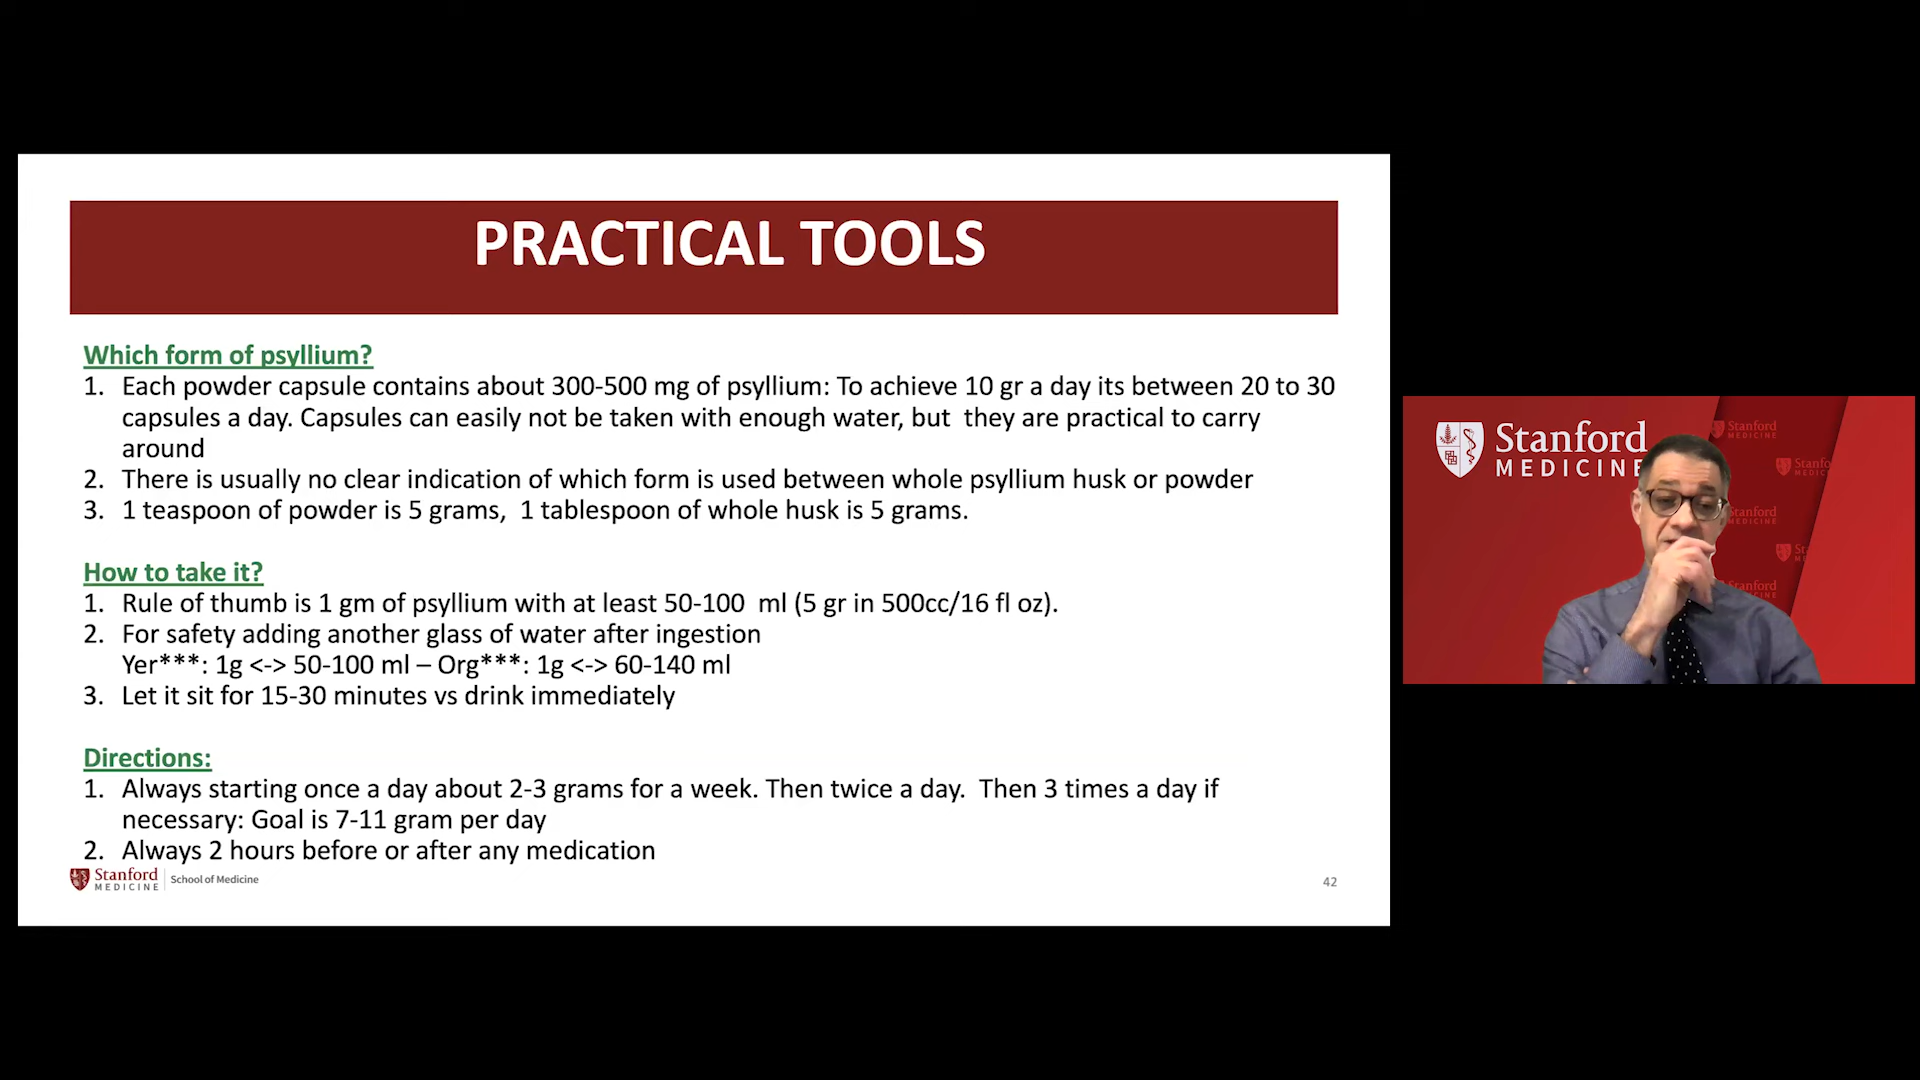 PRACTICAL TOOLS
Which form of psyllium?
1. Each powder capsule contains about 300-500 mg of psyllium: To achieve 10 gr a day its between 20 to 30
capsules a day. Capsules can easily not be taken with enough water, but they are practical to carry
around
2. There is usually no clear indication of which form is used between whole psyllium husk or powder
3. 1 teaspoon of powder is 5 grams, 1 tablespoon of whole husk is 5 grams.
How to take it?
1. Rule of thumb is 1 gm of psyllium with at least 50-100 ml (5 gr in 500cc/16 fl oz).
2. For safety adding another glass of water after ingestion
Yer***: 1g <-> 50-100 ml – Org***: 1g <-> 60-140 ml
3. Let it sit for 15-30 minutes vs drink immediately
Directions:
1. Always starting once a day about 2-3 grams for a week. Then twice a day. Then 3 times a day if
necessary: Goal is 7-11 gram per day
2. Always 2 hours before or after any medication
Stanford
MEDICINE
School of Medicine
42
Stanford
MEDICINE
Stanford
MEDICINE
Stanford
MEDICINE
Stanford
MEDICINE